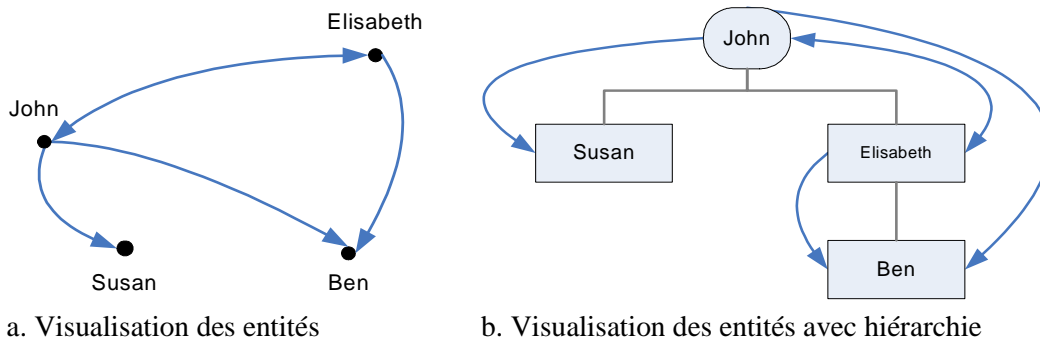 Elisabeth
John
Susan
Ben
a. Visualisation des entités
John
Susan
Elisabeth
Ben
b. Visualisation des entités avec hiérarchie